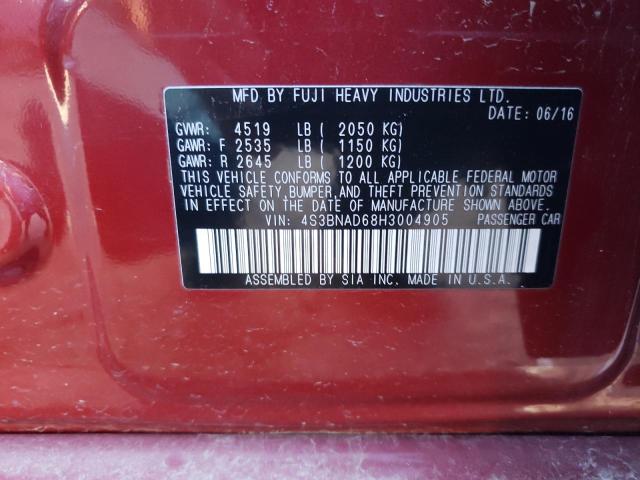 MFD BY FUJI HEAVY INDUSTRIES LTD.
DATE: 06/16
GVWR: 4519 LB ( 2050 KG)
GAWR: F 2535 LB ( 1150 KG)
GAWR: R 2645 LB ( 1200 KG)
THIS VEHICLE CONFORMS TO ALL APPLICABLE FEDERAL MOTOR
VEHICLE SAFETY,BUMPER,AND THEFT PREVENTION STANDARDS
IN EFFECT ON THE DATE OF MANUFACTURE SHOWN ABOVE.
VIN: 4S3BNAD68H3004905 PASSENGER CAR
ASSEMBLED BY SIA INC. MADE IN U.S.A.